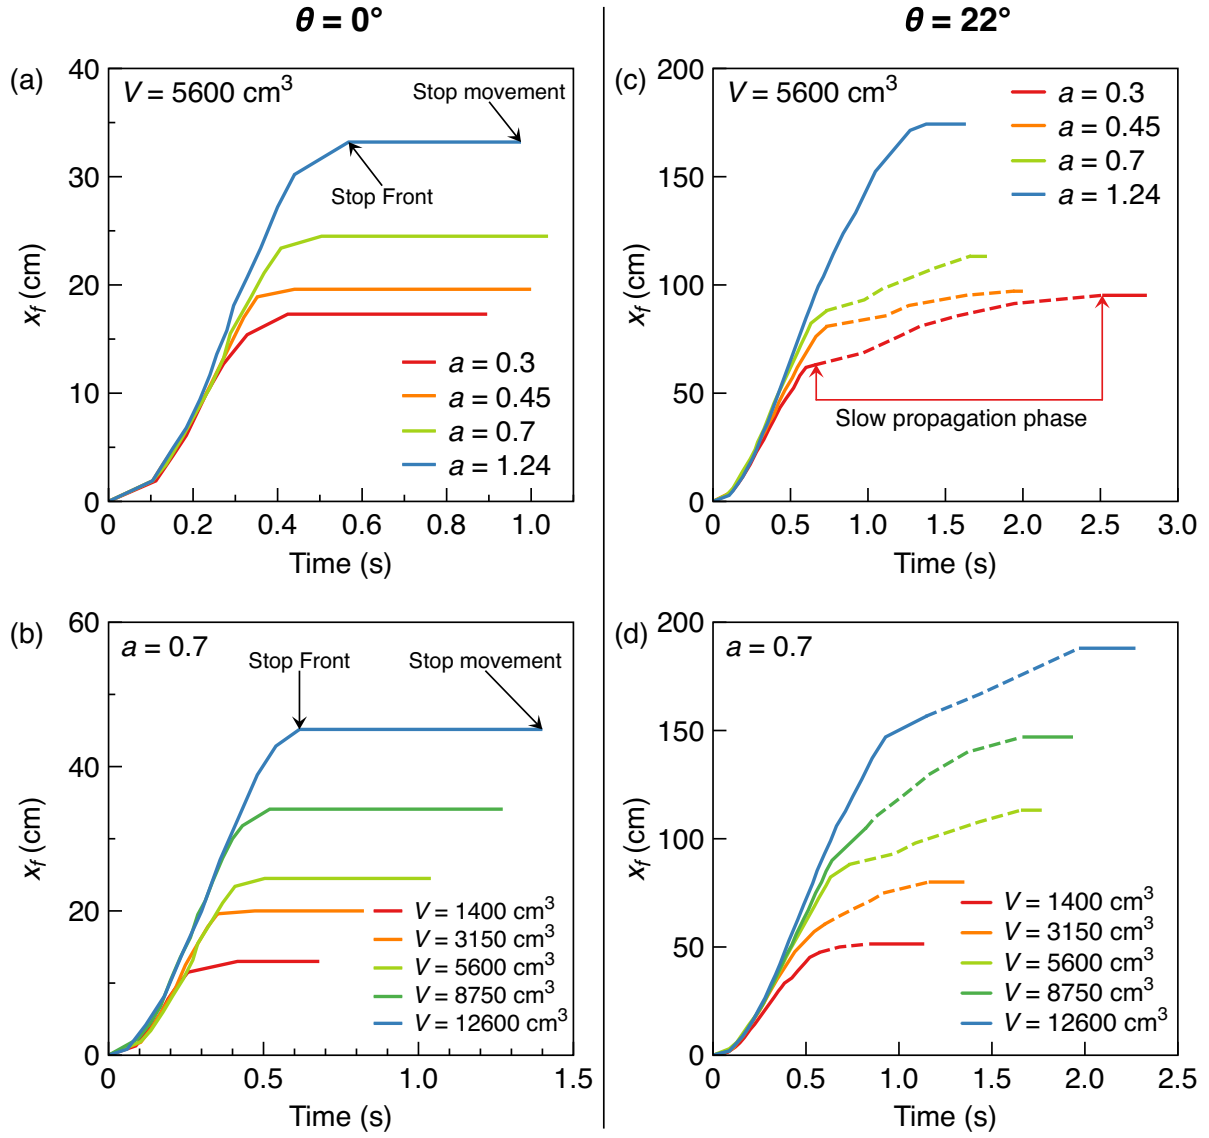 θ = 0°
θ = 22°
(a)
V = 5600 cm³
Stop movement
Stop Front
a = 0.3
a = 0.45
a = 0.7
a = 1.24
40
30
20
10
0
x_f (cm)
0 0.2 0.4 0.6 0.8 1.0
Time (s)
(c)
V = 5600 cm³
a = 0.3
a = 0.45
a = 0.7
a = 1.24
Slow propagation phase
200
150
100
50
0
x_f (cm)
0 0.5 1.0 1.5 2.0 2.5 3.0
Time (s)
(b)
a = 0.7
Stop Front
Stop movement
V = 1400 cm³
V = 3150 cm³
V = 5600 cm³
V = 8750 cm³
V = 12600 cm³
60
40
20
0
x_f (cm)
0 0.5 1.0 1.5
Time (s)
(d)
a = 0.7
V = 1400 cm³
V = 3150 cm³
V = 5600 cm³
V = 8750 cm³
V = 12600 cm³
200
150
100
50
0
x_f (cm)
0 0.5 1.0 1.5 2.0 2.5
Time (s)